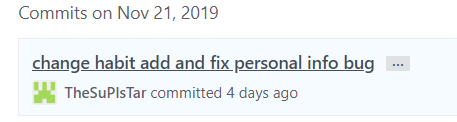 Commits on Nov 21, 2019
change habit add and fix personal info bug ...
TheSuPlsTar committed 4 days ago